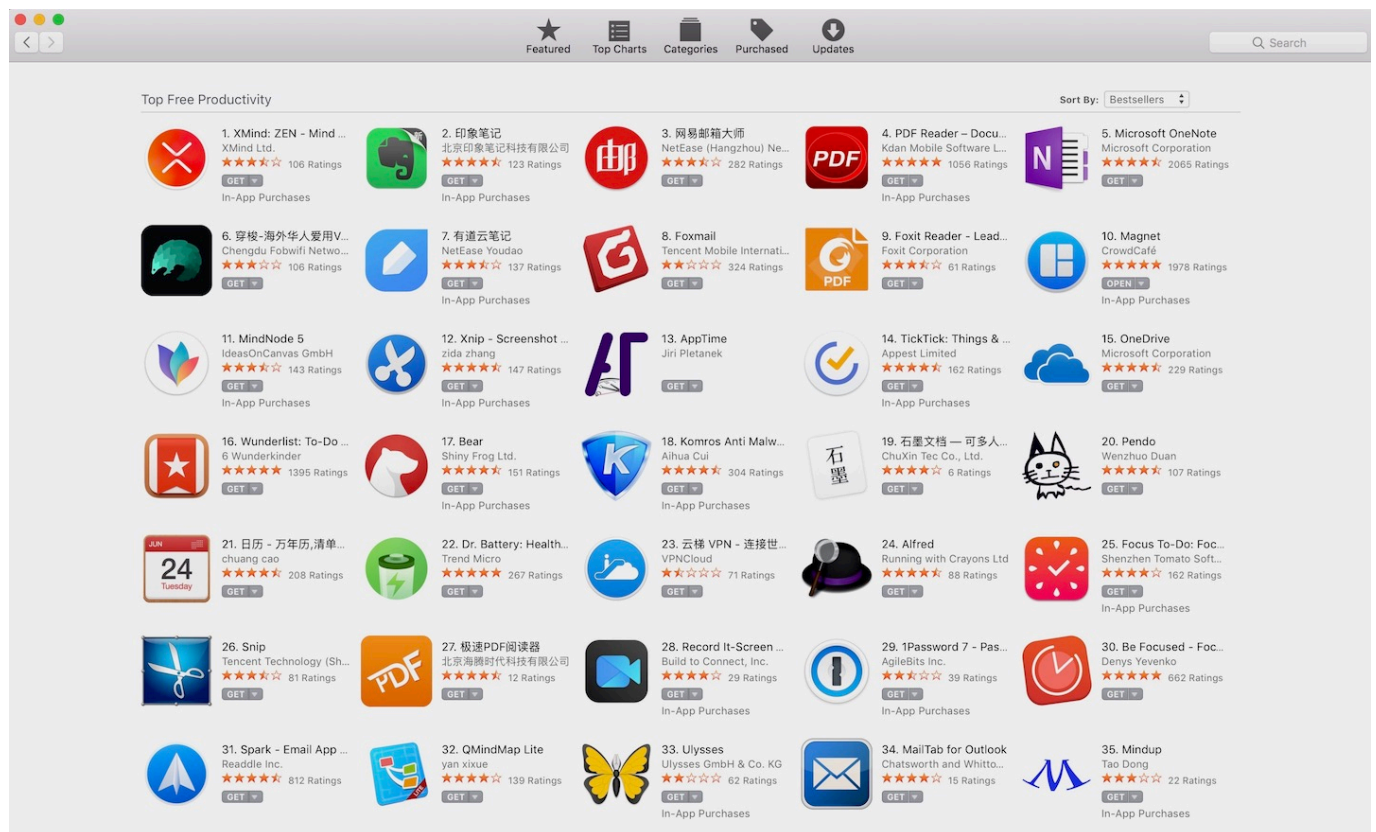 Featured
Top Charts
Categories
Purchased
Updates
Search
Top Free Productivity
Sort By: Bestsellers
1. XMind: ZEN - Mind ...
XMind Ltd.
106 Ratings
GET
In-App Purchases
2. 印象笔记
北京印象笔记科技有限公司
123 Ratings
GET
In-App Purchases
邮
3. 网易邮箱大师
NetEase (Hangzhou) Ne...
282 Ratings
GET
PDF
4. PDF Reader – Docu...
Kdan Mobile Software L...
1056 Ratings
GET
In-App Purchases
N
5. Microsoft OneNote
Microsoft Corporation
2065 Ratings
GET
6. 穿梭-海外华人爱用V...
Chengdu Fobwifi Netwo...
106 Ratings
GET
7. 有道云笔记
NetEase Youdao
137 Ratings
GET
In-App Purchases
8. Foxmail
Tencent Mobile Internati...
324 Ratings
GET
PDF
9. Foxit Reader - Lead...
Foxit Corporation
61 Ratings
GET
10. Magnet
CrowdCafé
1978 Ratings
OPEN
In-App Purchases
11. MindNode 5
IdeasOnCanvas GmbH
143 Ratings
GET
In-App Purchases
12. Xnip - Screenshot ...
zida zhang
147 Ratings
GET
In-App Purchases
13. AppTime
Jiri Pletanek
GET
14. TickTick: Things & ...
Appest Limited
162 Ratings
GET
In-App Purchases
15. OneDrive
Microsoft Corporation
229 Ratings
GET
16. Wunderlist: To-Do ...
6 Wunderkinder
1395 Ratings
GET
17. Bear
Shiny Frog Ltd.
151 Ratings
GET
In-App Purchases
K
18. Komros Anti Malw...
Aihua Cui
304 Ratings
GET
In-App Purchases
石墨
19. 石墨文档 — 可多人...
ChuXin Tec Co., Ltd.
6 Ratings
GET
20. Pendo
Wenzhuo Duan
107 Ratings
GET
JUN
24
Tuesday
21. 日历 - 万年历,清单...
chuang cao
208 Ratings
GET
22. Dr. Battery: Health...
Trend Micro
267 Ratings
GET
23. 云梯 VPN - 连接世...
VPNCloud
71 Ratings
GET
24. Alfred
Running with Crayons Ltd
88 Ratings
GET
25. Focus To-Do: Foc...
Shenzhen Tomato Soft...
162 Ratings
GET
In-App Purchases
26. Snip
Tencent Technology (Sh...
81 Ratings
GET
PDF
27. 极速PDF阅读器
北京海腾时代科技有限公司
12 Ratings
GET
28. Record It-Screen ...
Build to Connect, Inc.
29 Ratings
GET
In-App Purchases
29. 1Password 7 - Pas...
AgileBits Inc.
39 Ratings
GET
In-App Purchases
30. Be Focused - Foc...
Denys Yevenko
662 Ratings
GET
31. Spark - Email App ...
Readdle Inc.
812 Ratings
GET
LITE
32. QMindMap Lite
yan xixue
139 Ratings
GET
33. Ulysses
Ulysses GmbH & Co. KG
62 Ratings
GET
In-App Purchases
34. MailTab for Outlook
Chatsworth and Whitto...
15 Ratings
GET
35. Mindup
Tao Dong
22 Ratings
GET
In-App Purchases